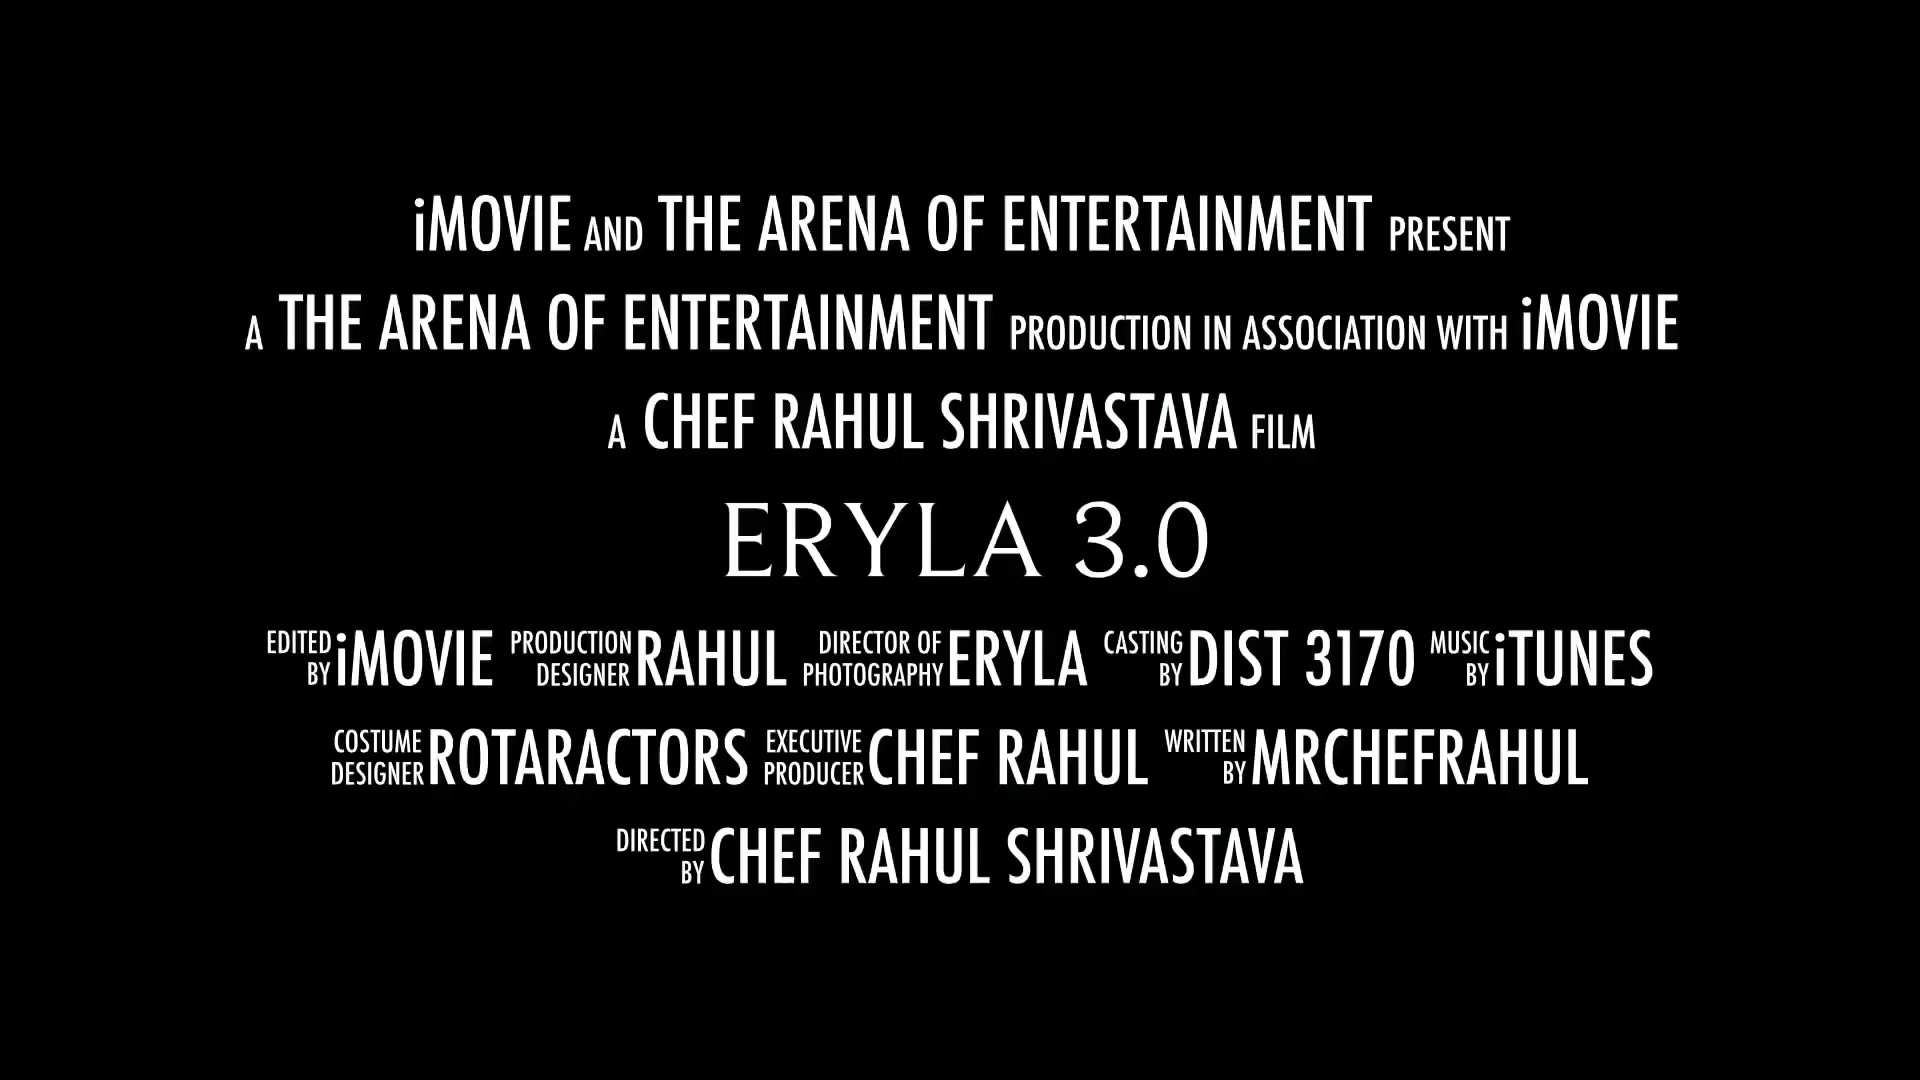 iMOVIE AND THE ARENA OF ENTERTAINMENT PRESENT
A THE ARENA OF ENTERTAINMENT PRODUCTION IN ASSOCIATION WITH iMOVIE
A CHEF RAHUL SHRIVASTAVA FILM
ERYLA 3.0
EDITED BY iMOVIE PRODUCTION DESIGNER RAHUL DIRECTOR OF PHOTOGRAPHY ERYLA CASTING BY DIST 3170 MUSIC BY iTUNES
COSTUME DESIGNER ROTARACTORS EXECUTIVE PRODUCER CHEF RAHUL WRITTEN BY MRCHEFRAHUL
DIRECTED BY CHEF RAHUL SHRIVASTAVA